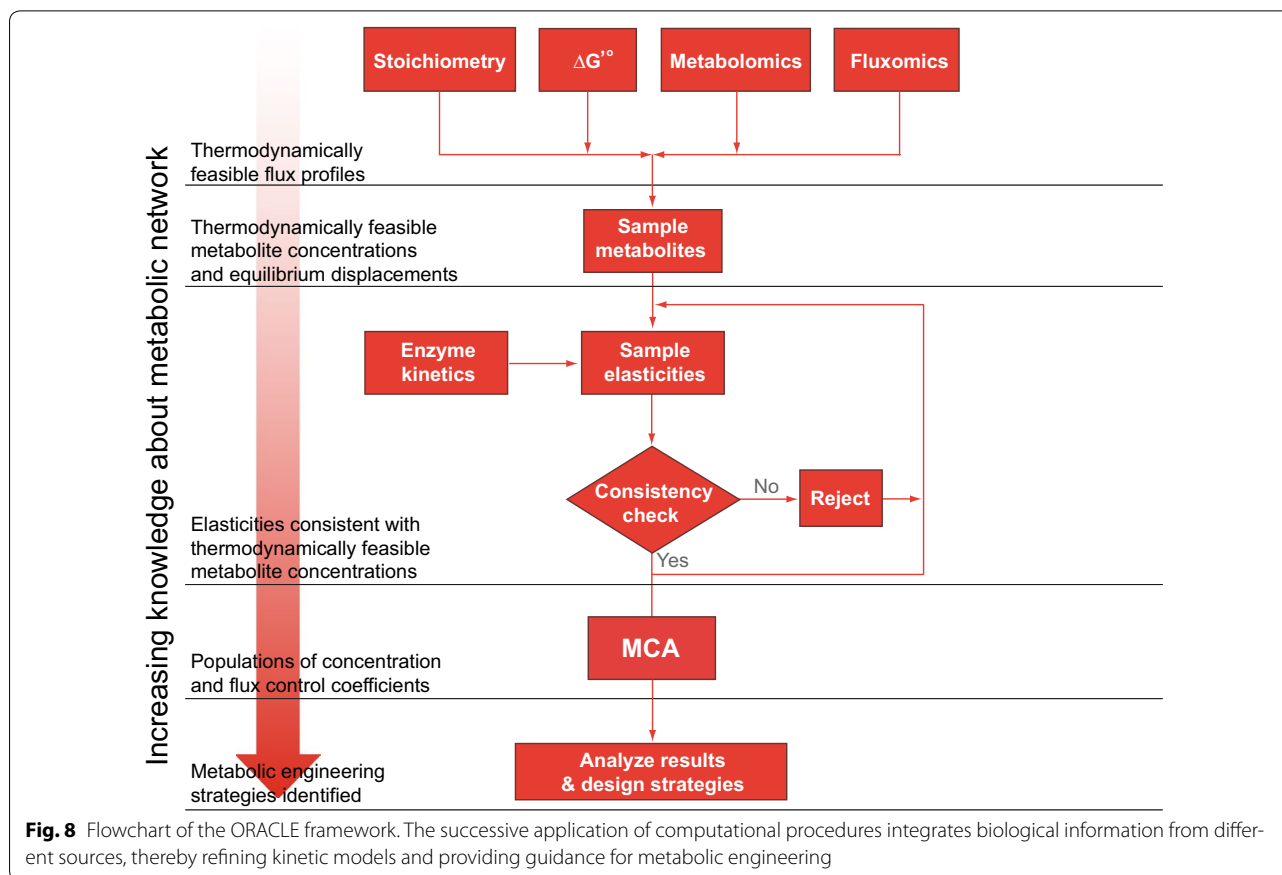 Stoichiometry
ΔG'°
Metabolomics
Fluxomics
Increasing knowledge about metabolic network
Thermodynamically
feasible flux profiles
Thermodynamically feasible
metabolite concentrations
and equilibrium displacements
Sample
metabolites
Enzyme
kinetics
Sample
elasticities
Consistency
check
No
Reject
Yes
Elasticities consistent with
thermodynamically feasible
metabolite concentrations
MCA
Populations of concentration
and flux control coefficients
Analyze results
& design strategies
Metabolic engineering
strategies identified
Fig. 8 Flowchart of the ORACLE framework. The successive application of computational procedures integrates biological information from differ-
ent sources, thereby refining kinetic models and providing guidance for metabolic engineering